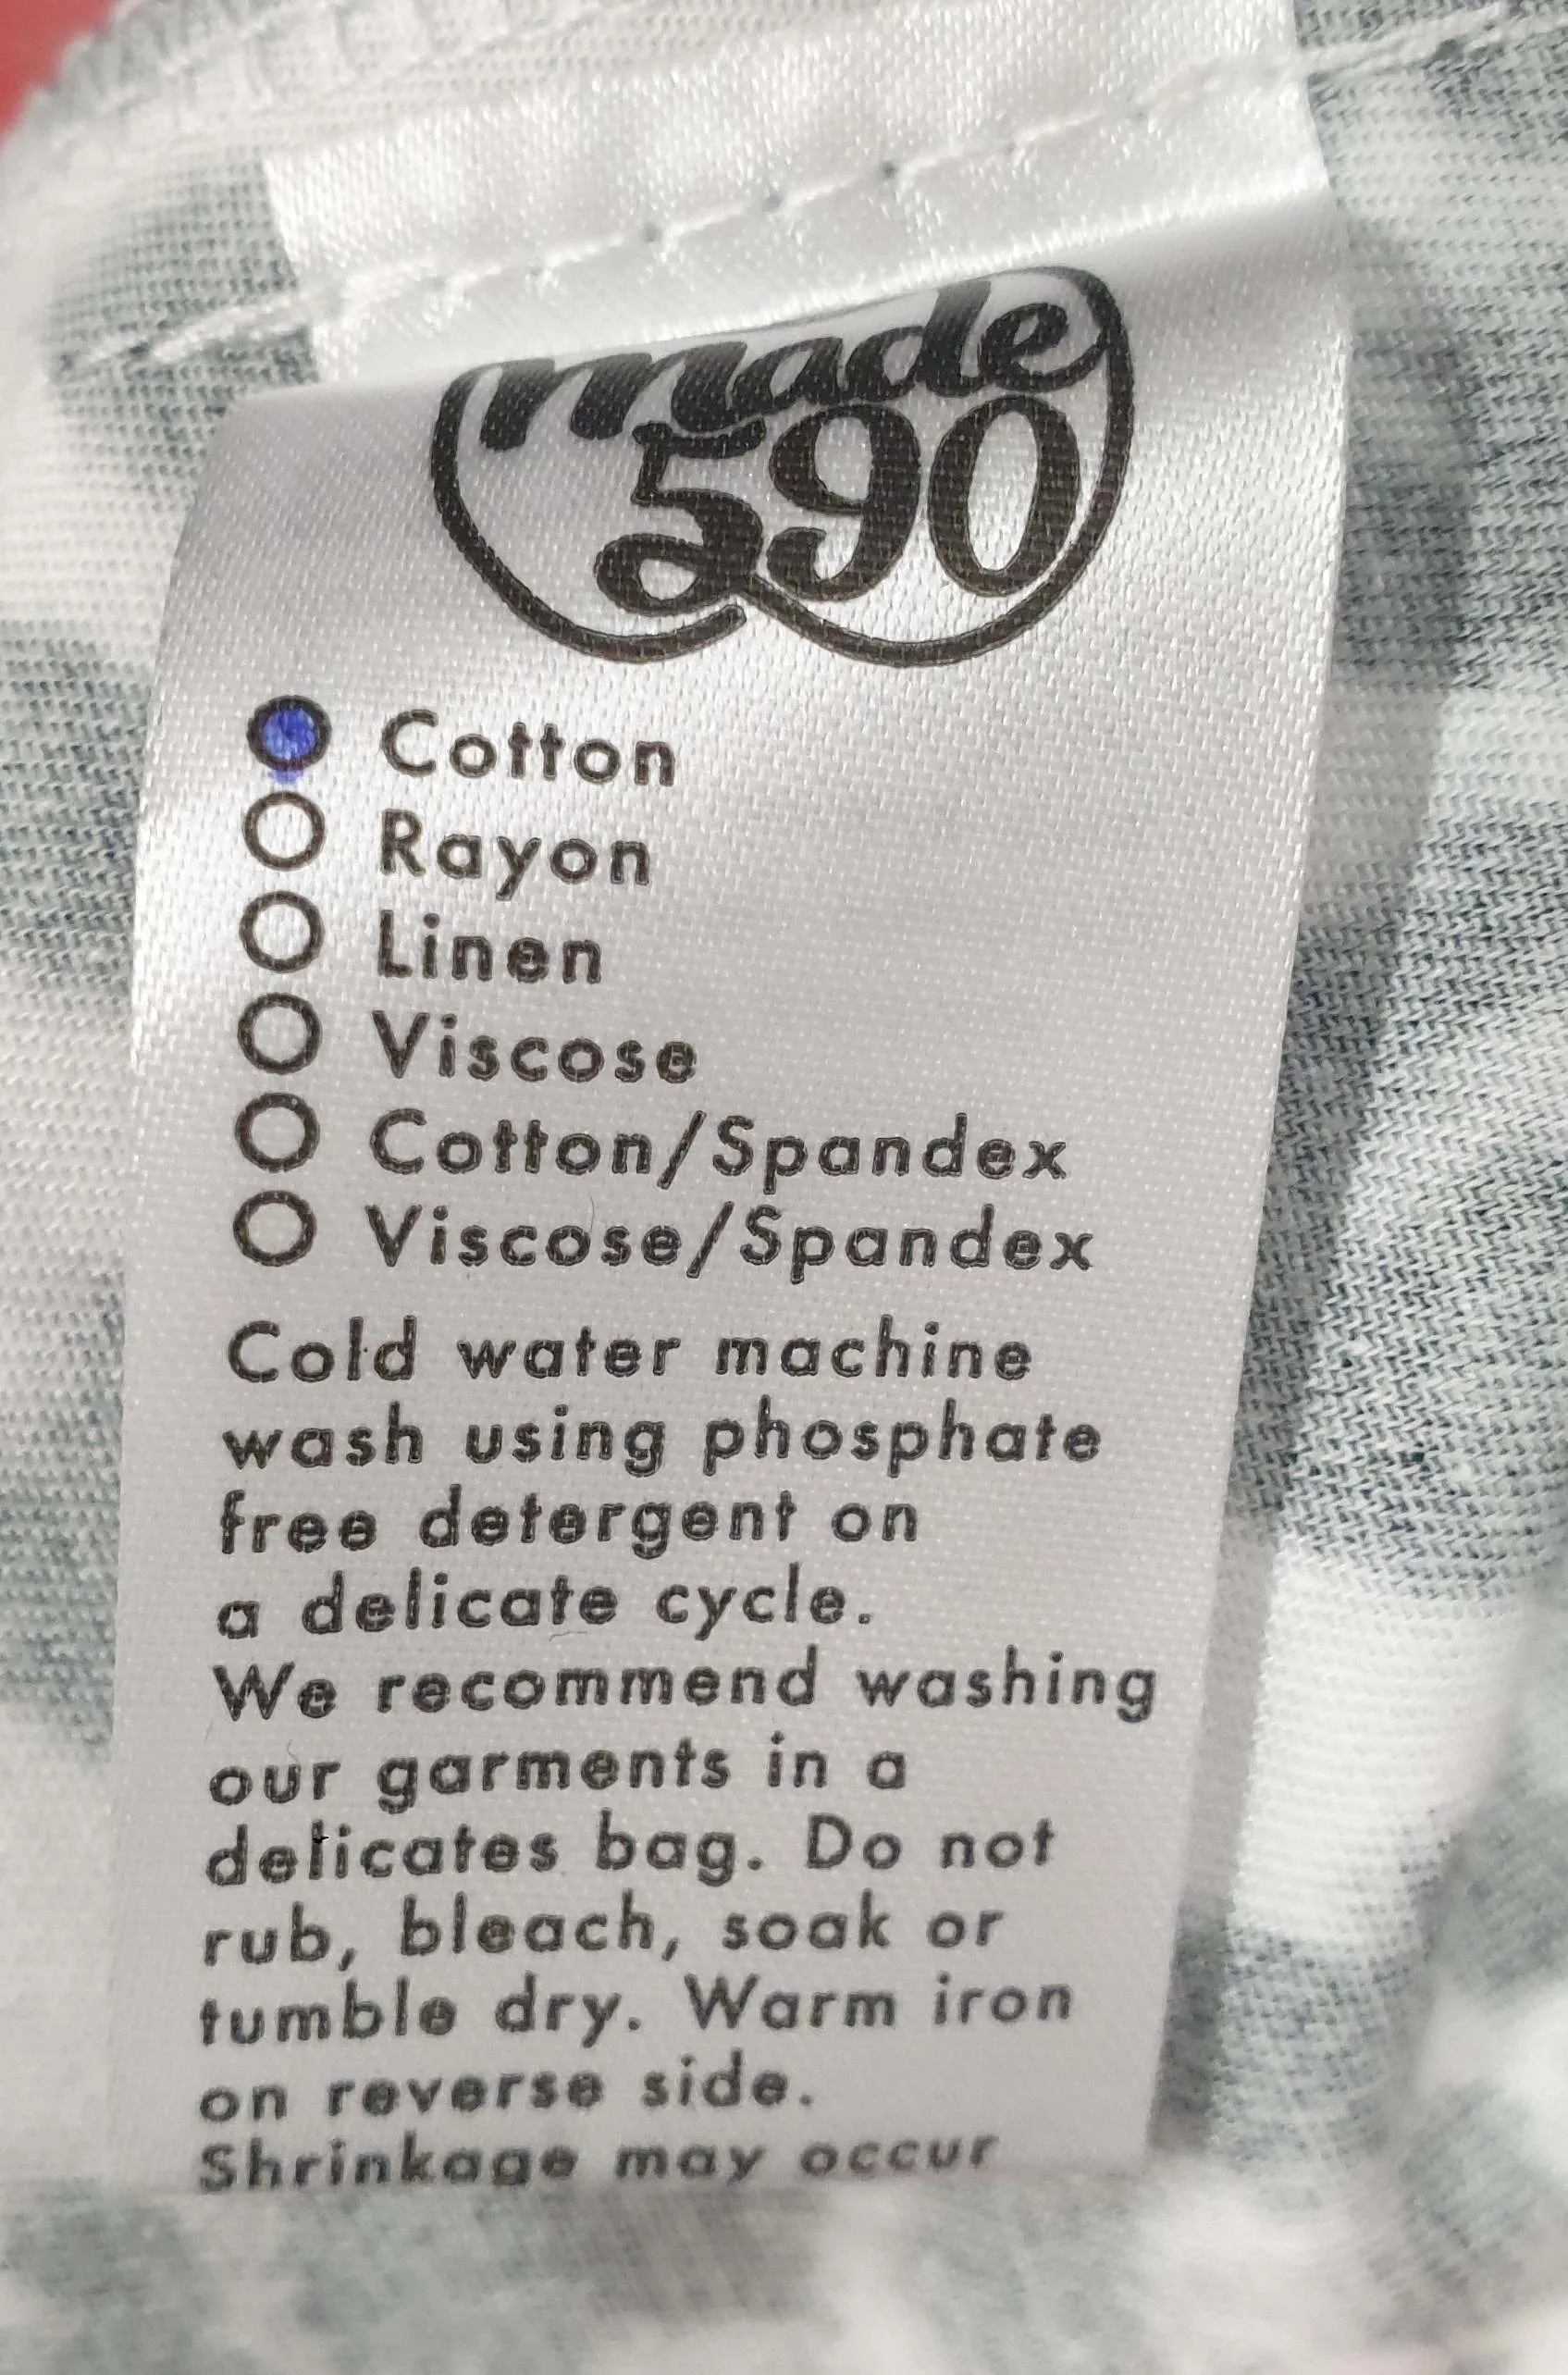 made
590
Cotton
Rayon
Linen
Viscose
Cotton/Spandex
Viscose/Spandex
Cold water machine
wash using phosphate
free detergent on
a delicate cycle.
We recommend washing
our garments in a
delicates bag. Do not
rub, bleach, soak or
tumble dry. Warm iron
on reverse side.
Shrinkage may occur